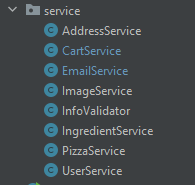 service
AddressService
CartService
EmailService
ImageService
InfoValidator
IngredientService
PizzaService
UserService